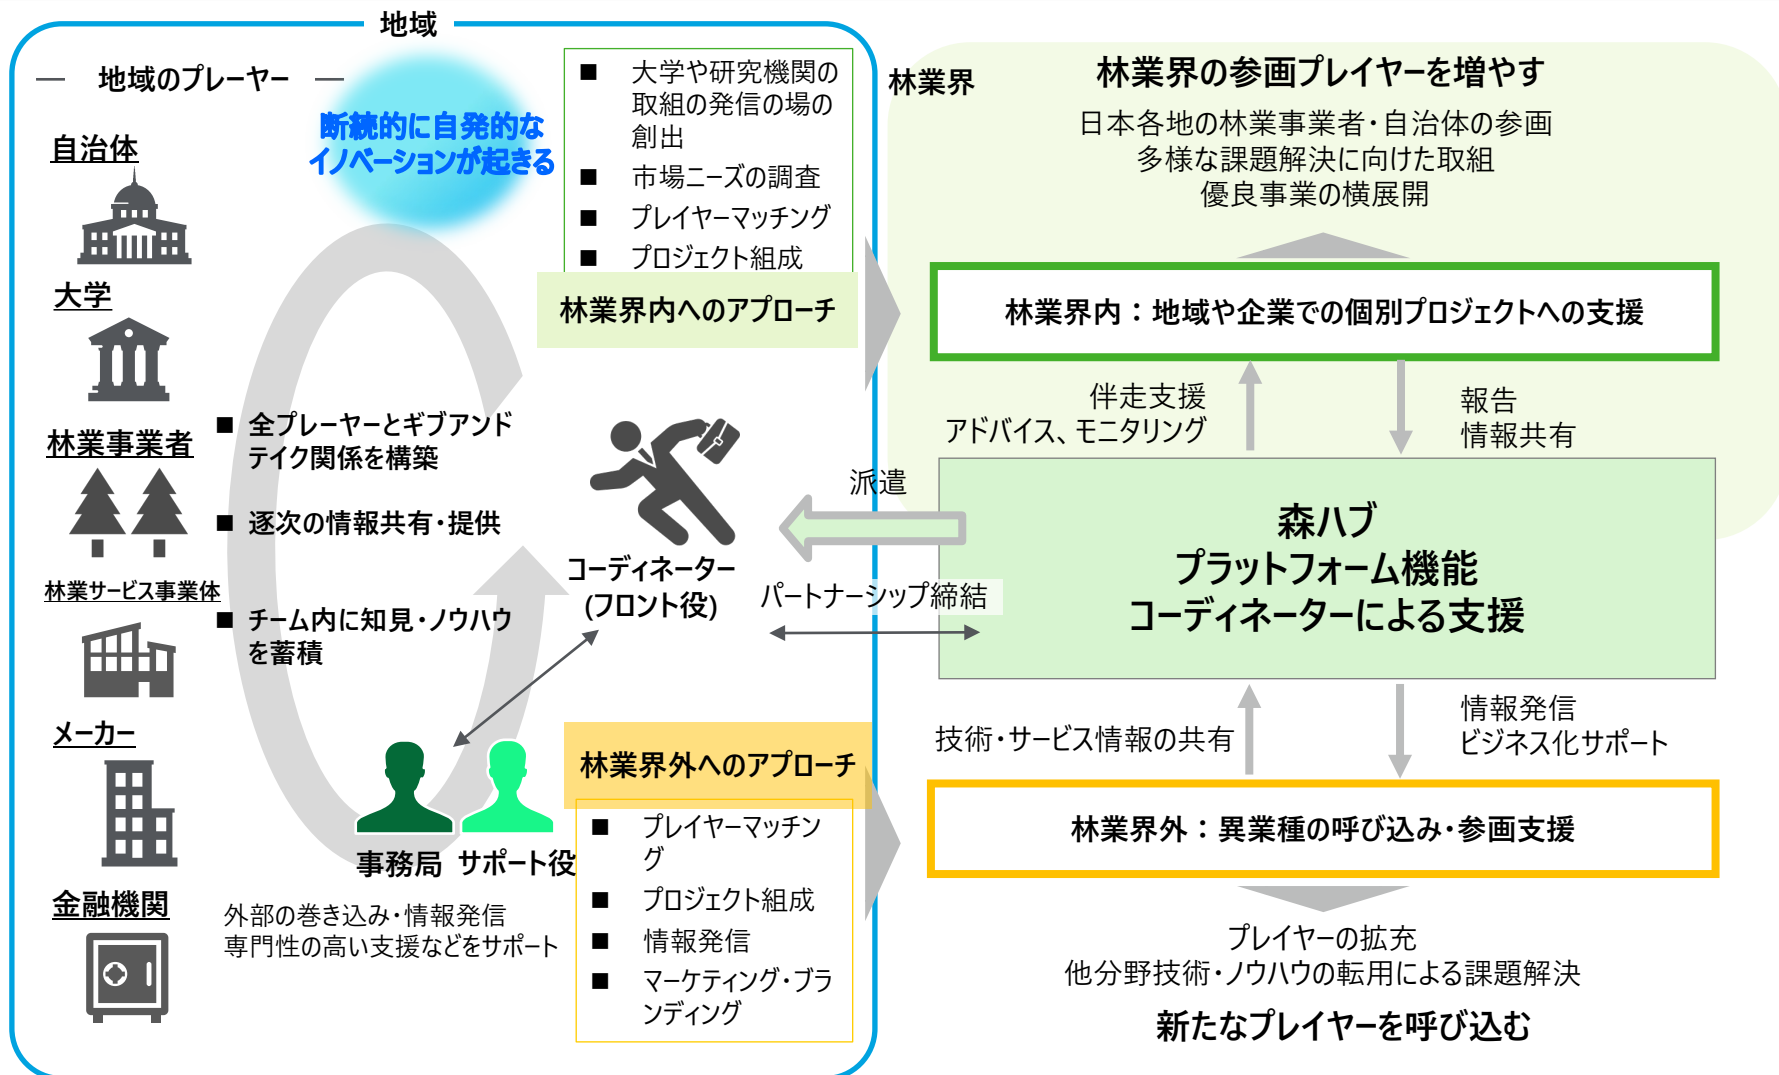 地域
地域のプレーヤー
断続的に自発的な
イノベーションが起きる
自治体
大学
林業事業者
林業サービス事業体
メーカー
金融機関
■ 全プレーヤーとギブアンド
テイク関係を構築
■ 逐次の情報共有・提供
■ チーム内に知見・ノウハウ
を蓄積
■ 大学や研究機関の
取組の発信の場の
創出
■ 市場ニーズの調査
■ プレイヤーマッチング
■ プロジェクト組成
林業界内へのアプローチ
コーディネーター
(フロント役)
派遣
パートナーシップ締結
事務局 サポート役
外部の巻き込み・情報発信
専門性の高い支援などをサポート
林業界外へのアプローチ
■ プレイヤーマッチン
グ
■ プロジェクト組成
■ 情報発信
■ マーケティング・ブラ
ンディング
林業界
林業界の参画プレイヤーを増やす
日本各地の林業事業者・自治体の参画
多様な課題解決に向けた取組
優良事業の横展開
林業界内：地域や企業での個別プロジェクトへの支援
伴走支援
アドバイス、モニタリング
報告
情報共有
森ハブ
プラットフォーム機能
コーディネーターによる支援
技術・サービス情報の共有
情報発信
ビジネス化サポート
林業界外：異業種の呼び込み・参画支援
プレイヤーの拡充
他分野技術・ノウハウの転用による課題解決
新たなプレイヤーを呼び込む